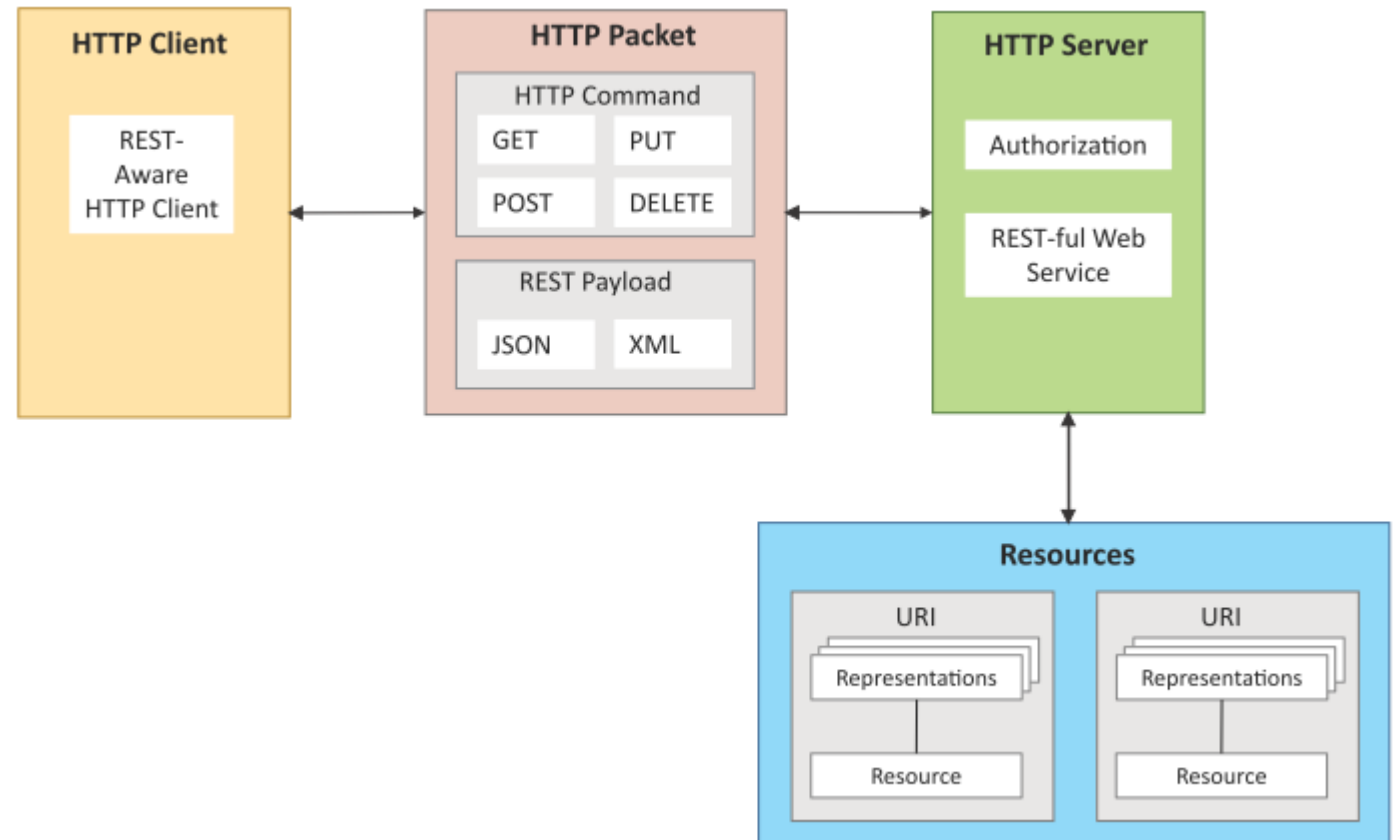 HTTP Client
REST-
Aware
HTTP Client
HTTP Packet
HTTP Command
GET
PUT
POST
DELETE
REST Payload
JSON
XML
HTTP Server
Authorization
REST-ful Web
Service
Resources
URI
Representations
Resource
URI
Representations
Resource